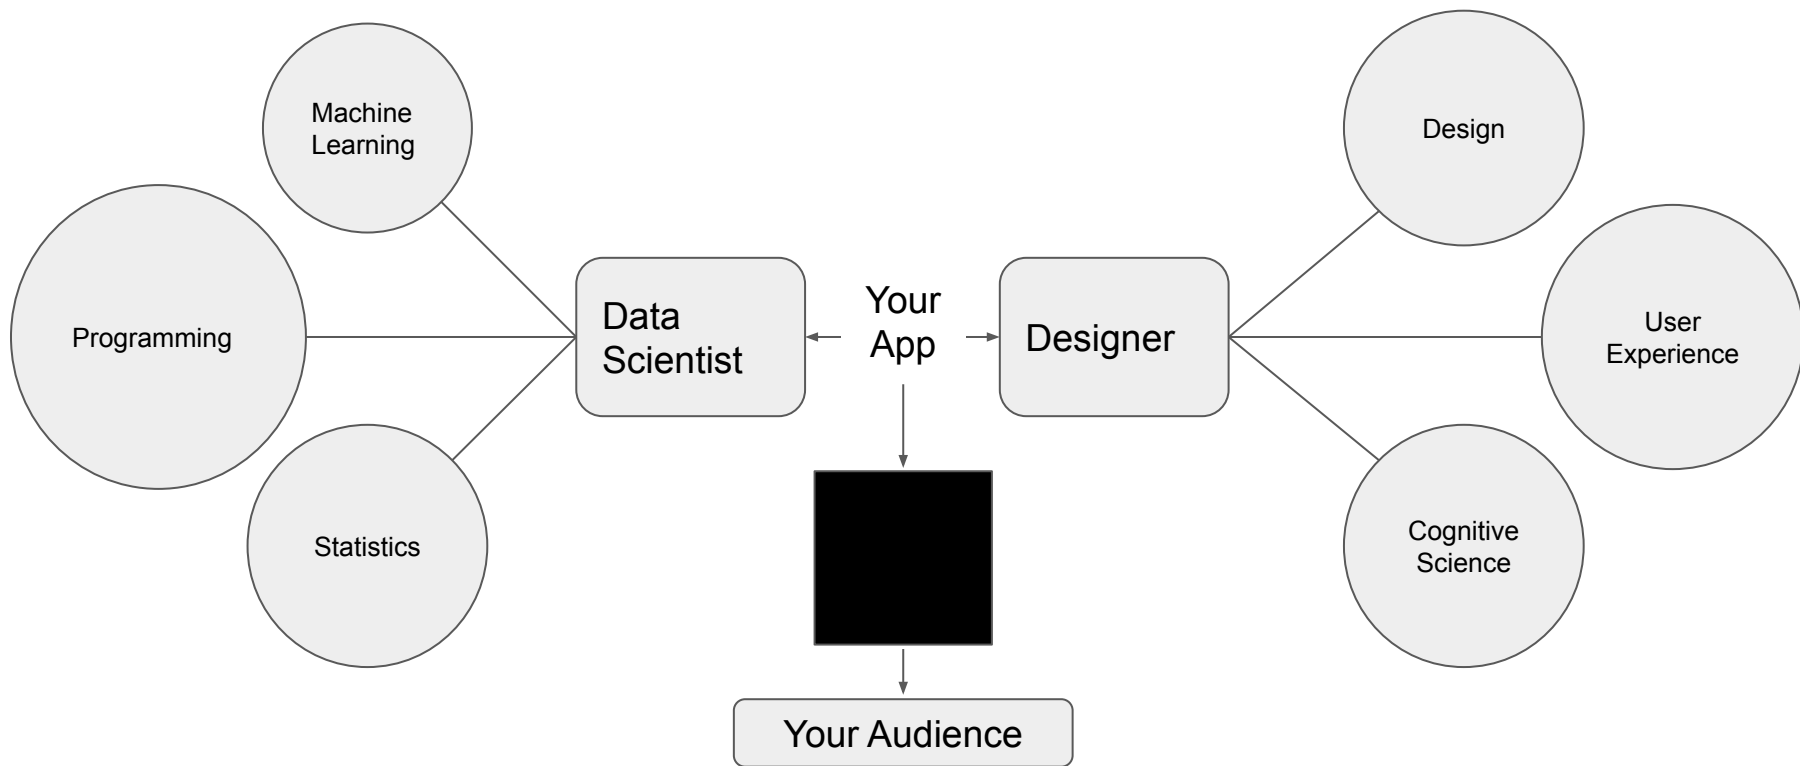 Machine
Learning
Programming
Statistics
Data
Scientist
Your
App
Designer
Design
User
Experience
Cognitive
Science
Your Audience